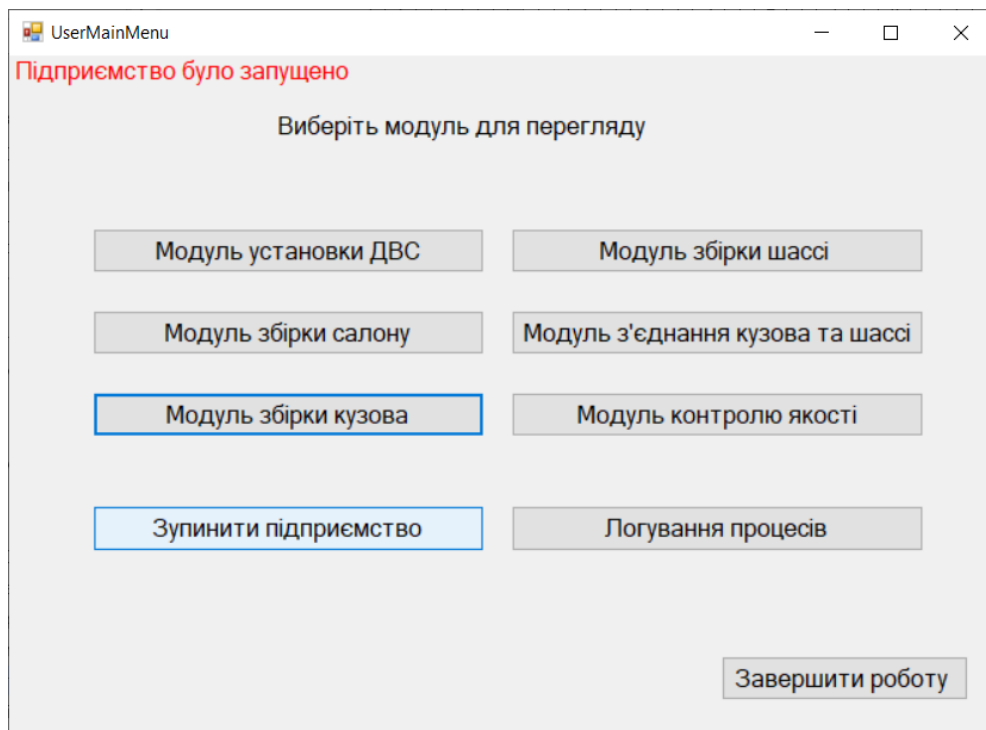 UserMainMenu
Підприємство було запущено
Виберіть модуль для перегляду
Модуль установки ДВС
Модуль збірки шассі
Модуль збірки салону
Модуль з'єднання кузова та шассі
Модуль збірки кузова
Модуль контролю якості
Зупинити підприємство
Логування процесів
Завершити роботу